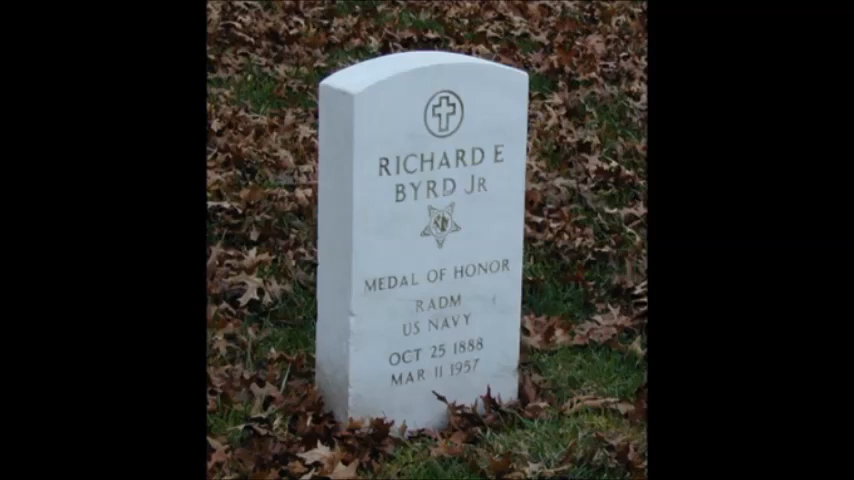 RICHARD E
BYRD JR
MEDAL OF HONOR
RADM
US NAVY
OCT 25 1888
MAR 11 1957